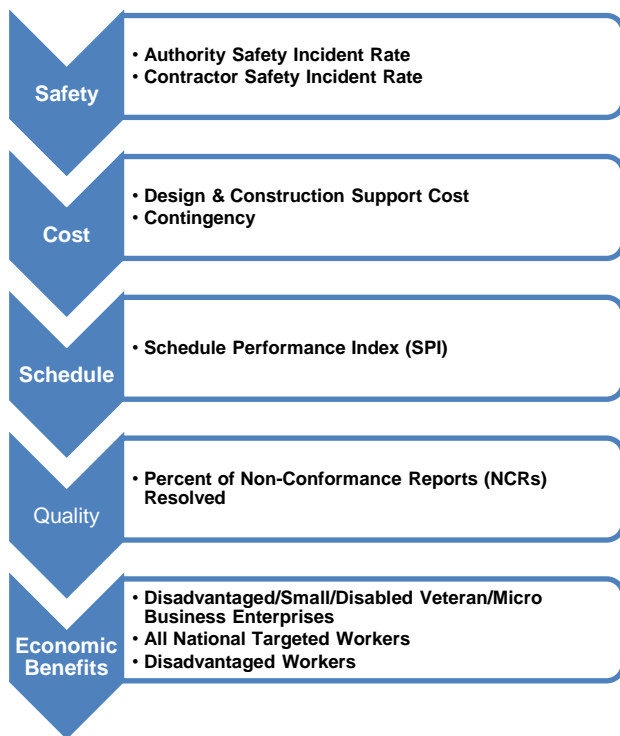 Safety
• Authority Safety Incident Rate
• Contractor Safety Incident Rate
Cost
• Design & Construction Support Cost
• Contingency
Schedule
• Schedule Performance Index (SPI)
Quality
• Percent of Non-Conformance Reports (NCRs)
Resolved
Economic
Benefits
• Disadvantaged/Small/Disabled Veteran/Micro
Business Enterprises
• All National Targeted Workers
• Disadvantaged Workers